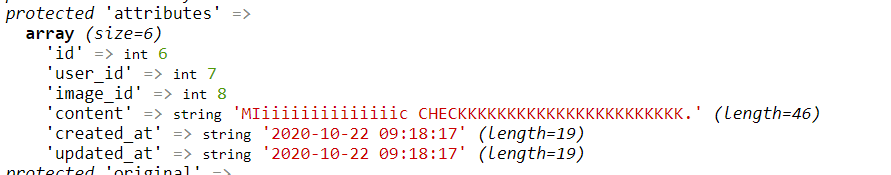 protected 'attributes' =>
array (size=6)
'id' => int 6
'user_id' => int 7
'image_id' => int 8
'content' => string 'MIiiiiiiiiiiiiiic CHECKKKKKKKKKKKKKKKKKKKKKKK.' (length=46)
'created_at' => string '2020-10-22 09:18:17' (length=19)
'updated_at' => string '2020-10-22 09:18:17' (length=19)
protected 'original' =>